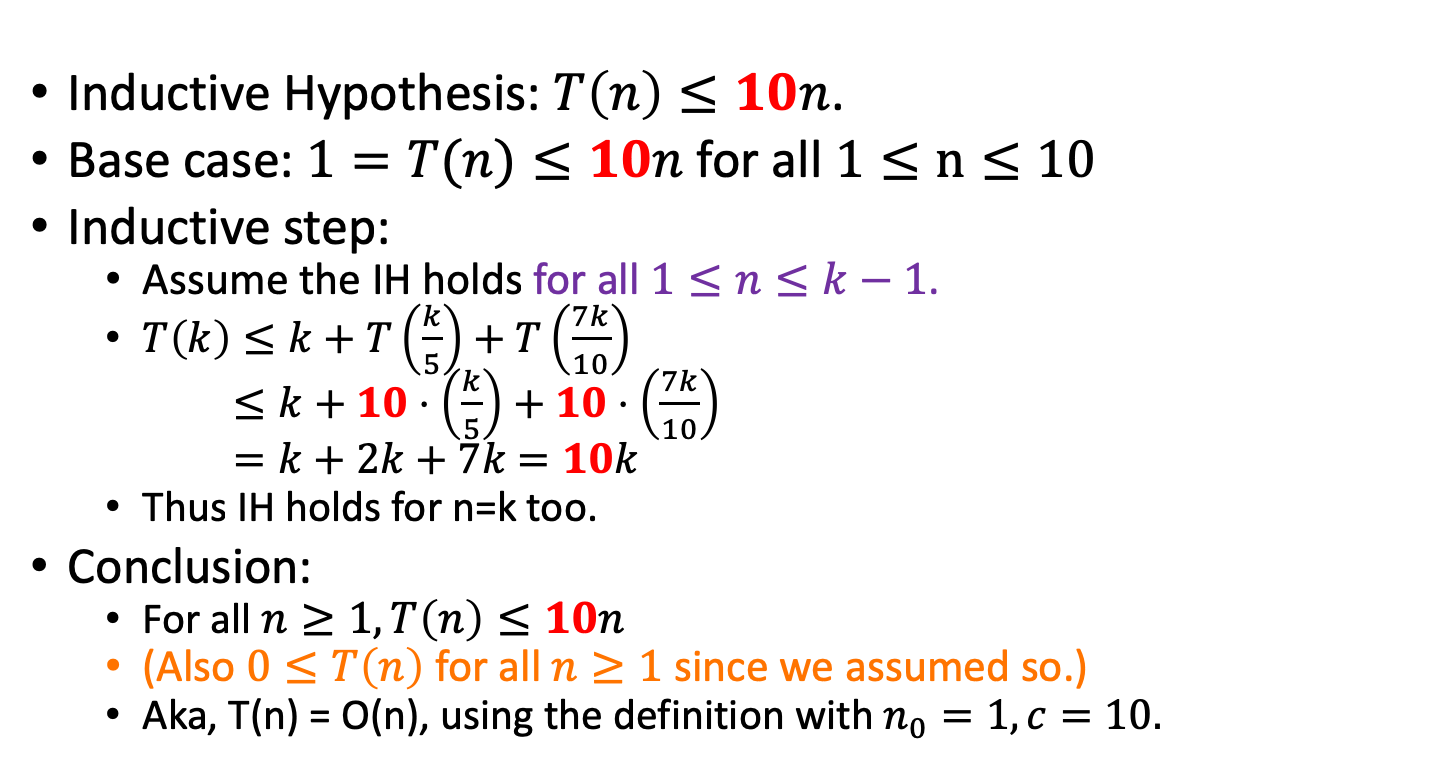 • Inductive Hypothesis: T(n) ≤ 10n.
• Base case: 1 = T(n) ≤ 10n for all 1 ≤ n ≤ 10
• Inductive step:
• Assume the IH holds for all 1 ≤ n ≤ k − 1.
• T(k) ≤ k + T(k/5) + T(7k/10)
≤ k + 10 · (k/5) + 10 · (7k/10)
= k + 2k + 7k = 10k
• Thus IH holds for n=k too.
• Conclusion:
• For all n ≥ 1, T(n) ≤ 10n
• (Also 0 ≤ T(n) for all n ≥ 1 since we assumed so.)
• Aka, T(n) = O(n), using the definition with n₀ = 1, c = 10.